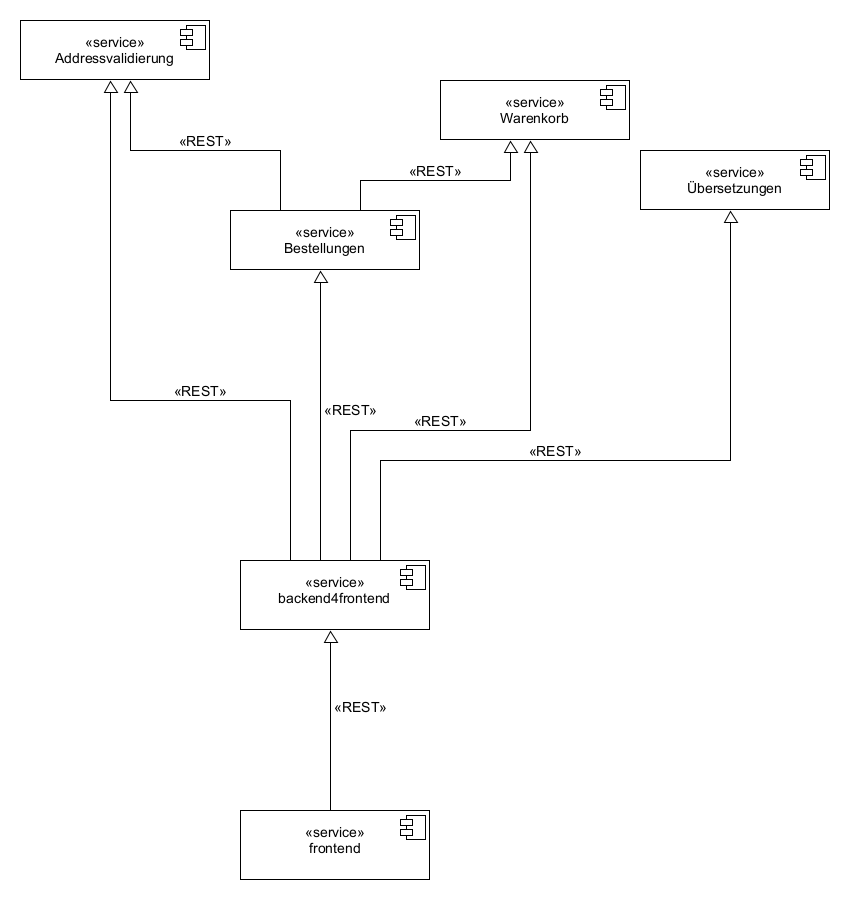 «service»
Addressvalidierung
«service»
Warenkorb
«REST»
«REST»
«service»
Übersetzungen
«service»
Bestellungen
«REST»
«REST»
«REST»
«REST»
«service»
backend4frontend
«REST»
«service»
frontend